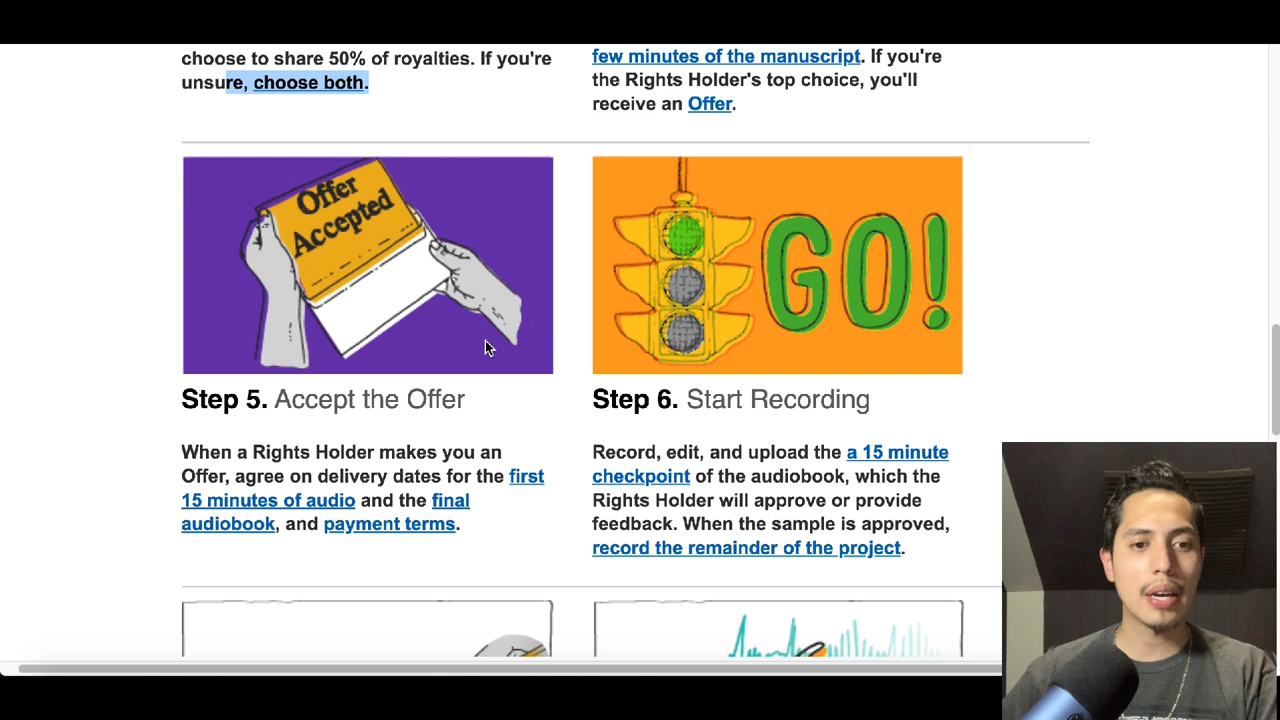 choose to share 50% of royalties. If you're
unsure, choose both.
few minutes of the manuscript. If you're
the Rights Holder's top choice, you'll
receive an Offer.
Offer
Accepted
GO!
Step 5. Accept the Offer
When a Rights Holder makes you an
Offer, agree on delivery dates for the first
15 minutes of audio and the final
audiobook, and payment terms.
Step 6. Start Recording
Record, edit, and upload the a 15 minute
checkpoint of the audiobook, which the
Rights Holder will approve or provide
feedback. When the sample is approved,
record the remainder of the project.